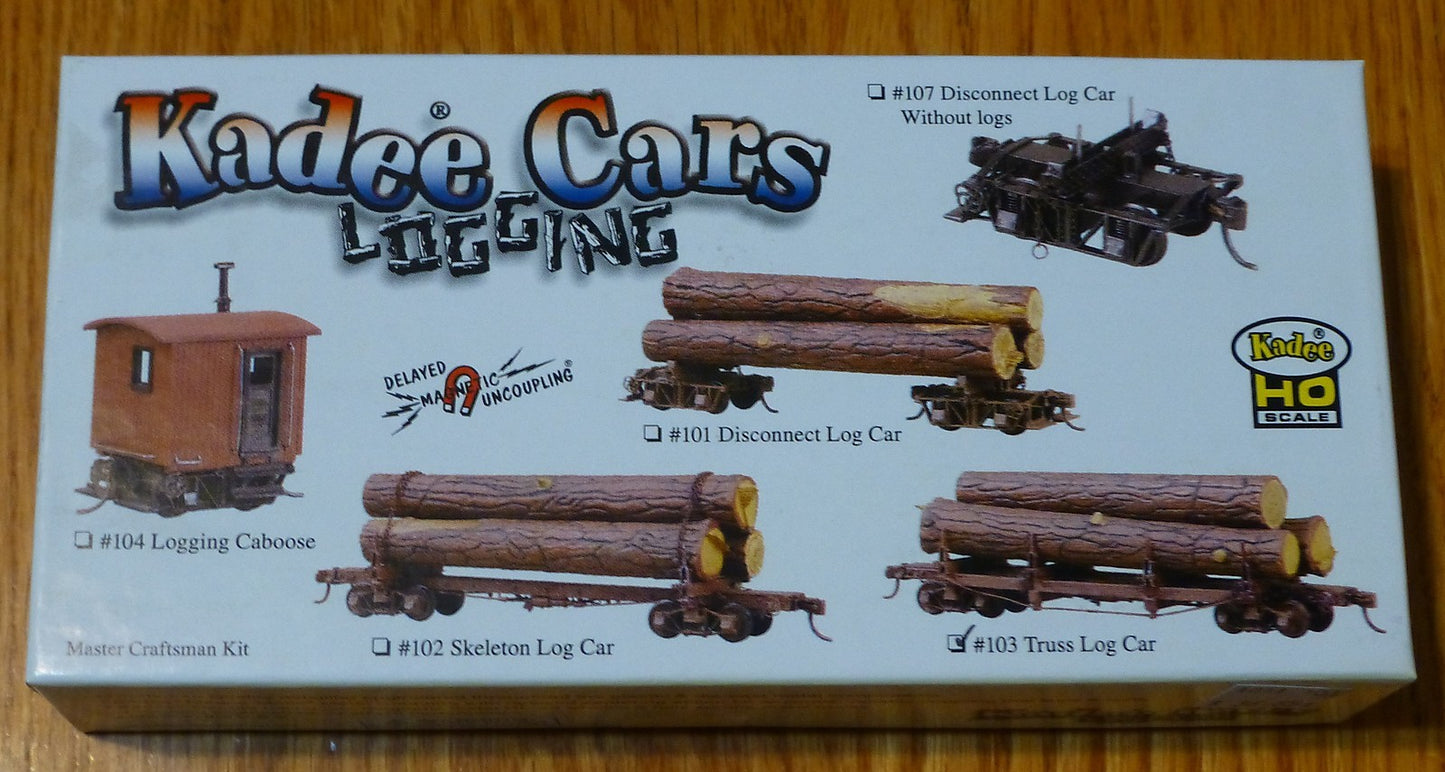 Kadee® Cars
LOGGING
#107 Disconnect Log Car
Without logs
DELAYED
MAGNETIC
UNCOUPLING®
Kadee®
HO
SCALE
#101 Disconnect Log Car
#104 Logging Caboose
Master Craftsman Kit
#102 Skeleton Log Car
#103 Truss Log Car